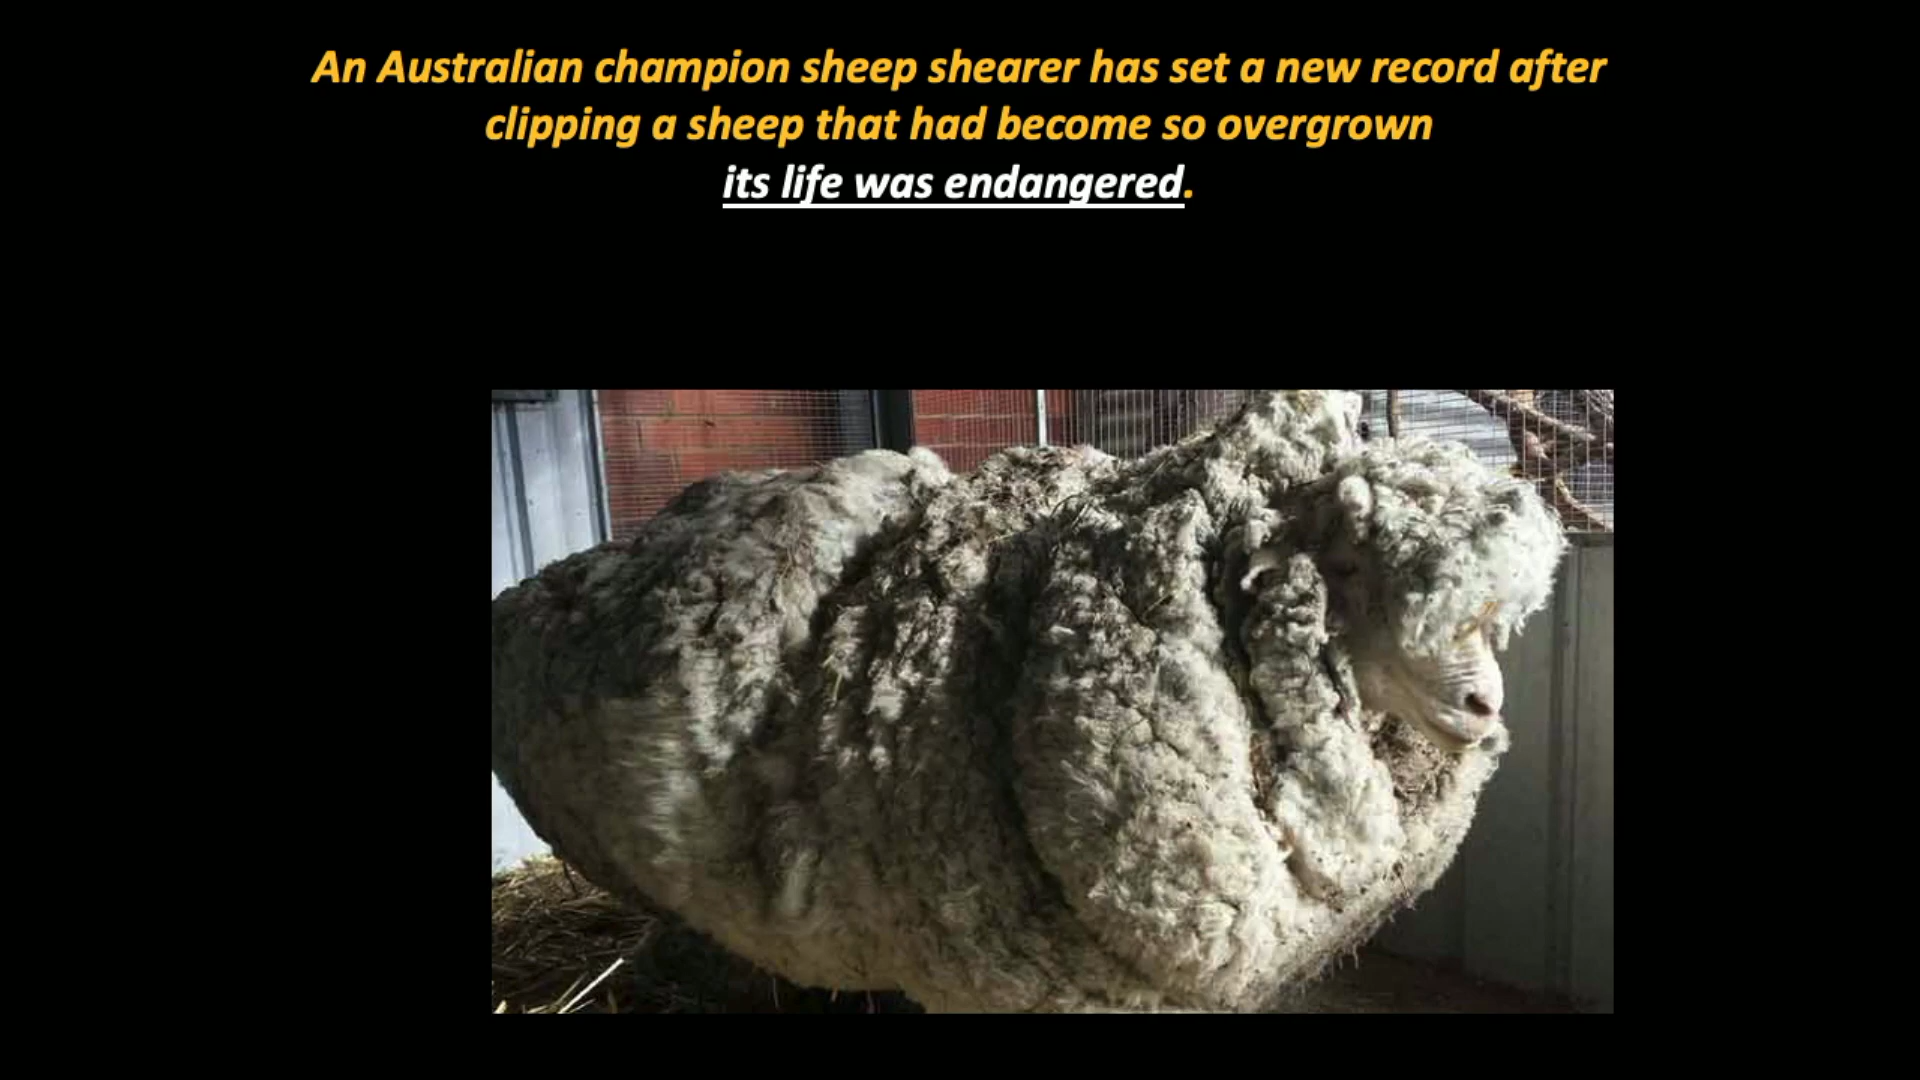 An Australian champion sheep shearer has set a new record after
clipping a sheep that had become so overgrown
its life was endangered.